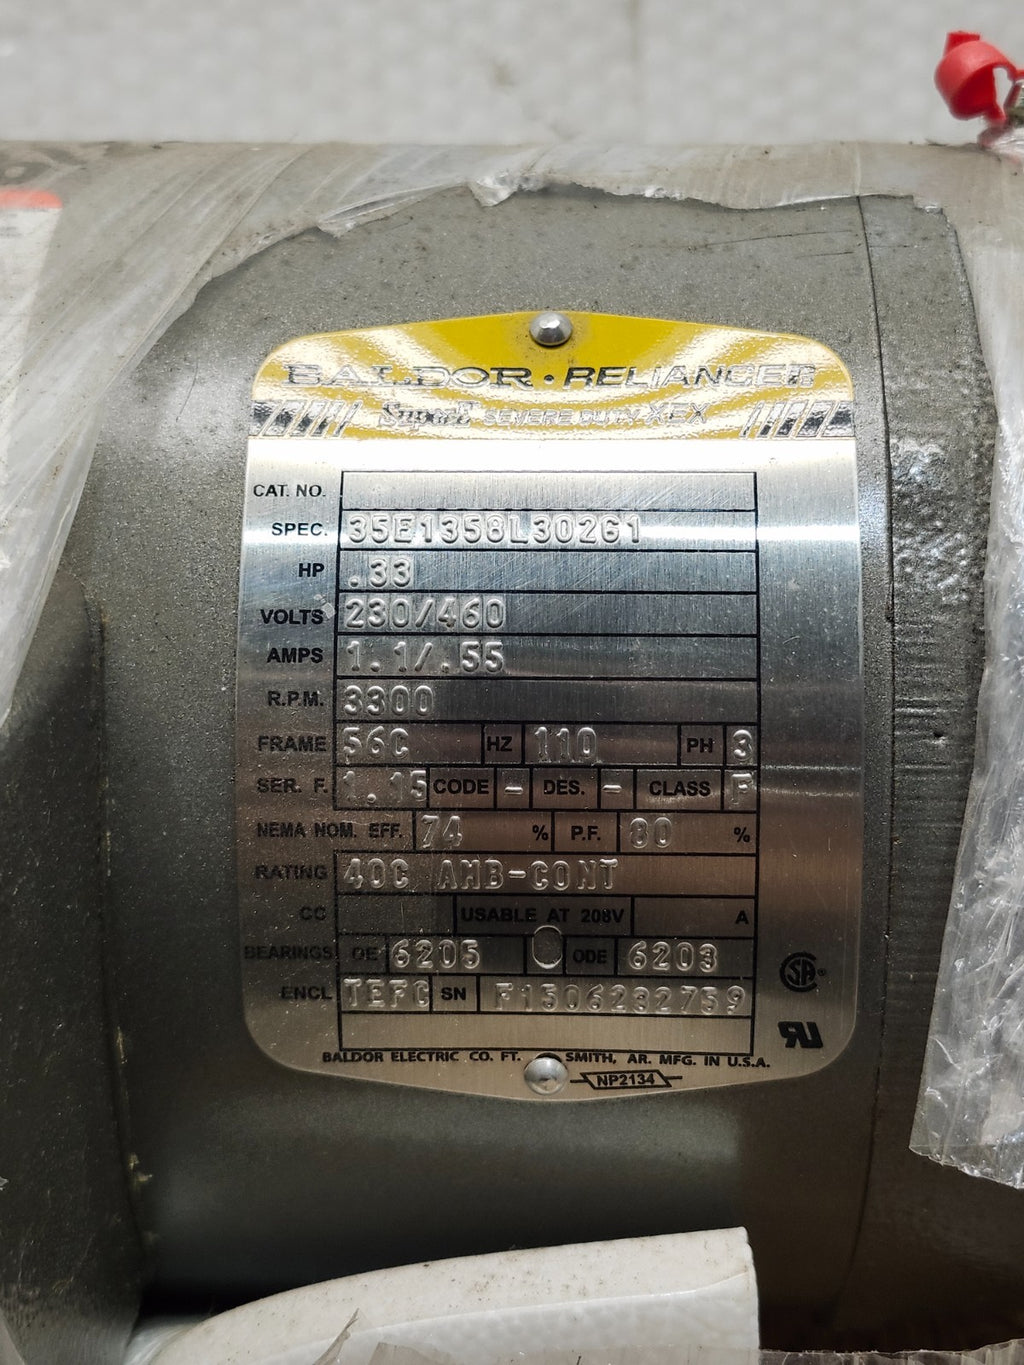 BALDOR · RELIANCER
Super-E SEVERE DUTY XEX
CAT. NO.
SPEC. 35E1358L302G1
HP .33
VOLTS 230/460
AMPS 1.1/.55
R.P.M. 3300
FRAME 56C HZ 110 PH 3
SER. F. 1.15 CODE - DES. - CLASS F
NEMA NOM. EFF. 74 % P.F. 80 %
RATING 40C AMB-CONT
CC USABLE AT 208V A
BEARINGS DE 6205 ODE 6203
ENCL TEFC SN F1506232759
BALDOR ELECTRIC CO. FT. SMITH, AR. MFG. IN U.S.A.
NP2134